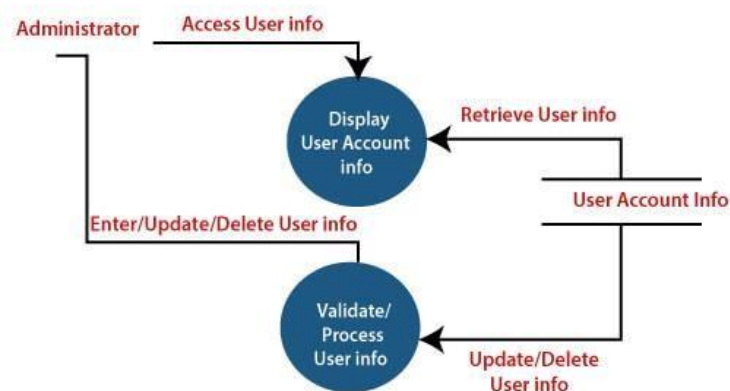 Administrator
Access User info
Display
User Account
info
Retrieve User info
User Account Info
Enter/Update/Delete User info
Validate/
Process
User info
Update/Delete
User info